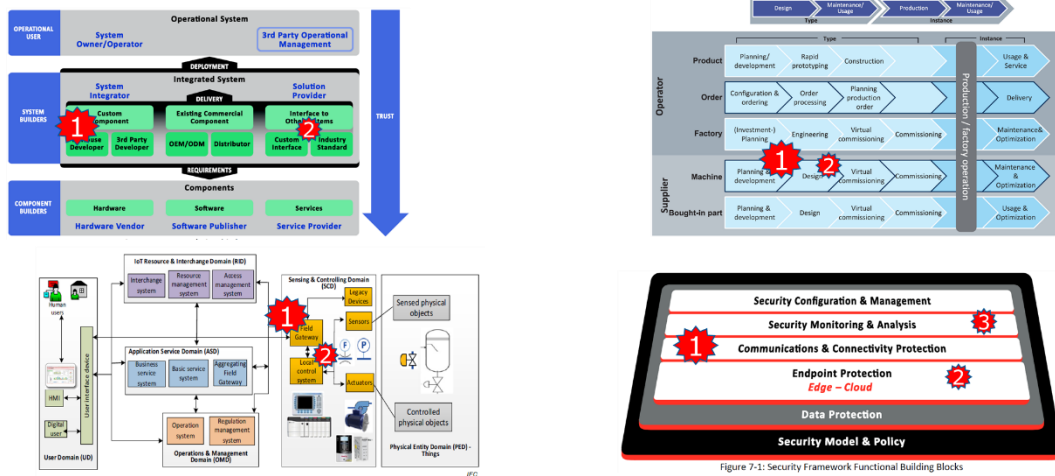 Operational System
OPERATIONAL
USER
System
Owner/Operator
3rd Party Operational
Management
DEPLOYMENT
Integrated System
System
Integrator
DELIVERY
Solution
Provider
SYSTEM
BUILDERS
Custom
Component
Existing Commercial
Component
Interface to
1
2
3rd Party
Developer
Developer
OEM/ODM
Distributor
Custom
Interface
Industry
Standard
TRUST
REQUIREMENTS
Components
COMPONENT
BUILDERS
Hardware
Software
Services
Hardware Vendor
Software Publisher
Service Provider
Design
Maintenance/
Usage
Production
Maintenance/
Usage
Type
Instance
Type
Instance
Operator
Product
Planning/
development
Rapid
prototyping
Construction
Usage &
Service
Order
Configuration &
ordering
Order
processing
Planning
production
order
Delivery
Factory
(Investment-)
Planning
Engineering
Virtual
commissioning
Commissioning
Maintenance&
Optimization
Production / factory operation
1
2
Supplier
Machine
Planning &
development
Design
Virtual
commissioning
Commissioning
Maintenance
&
Optimization
Bought-in part
Planning &
development
Design
Virtual
commissioning
Commissioning
Usage &
Optimization
IoT Resource & Interchange Domain (RID)
Interchange
system
Resource
management
system
Access
management
system
Human
users
User interface device
HMI
Digital
user
User Domain (UD)
Application Service Domain (ASD)
Business
service system
Basic service
system
Aggregating
Field
Gateway
Operation
system
Regulation
management
system
Operations & Management
Domain (OMD)
Sensing & Controlling Domain
(SCD)
Legacy
Devices
1
Field
Gateway
Sensors
2
F
P
Local
control
system
Actuators
Sensed physical
objects
Controlled
physical objects
Physical Entity Domain (PED) -
Things
IEC
Security Configuration & Management
Security Monitoring & Analysis
3
1
Communications & Connectivity Protection
Endpoint Protection
2
Edge – Cloud
Data Protection
Security Model & Policy
Figure 7-1: Security Framework Functional Building Blocks